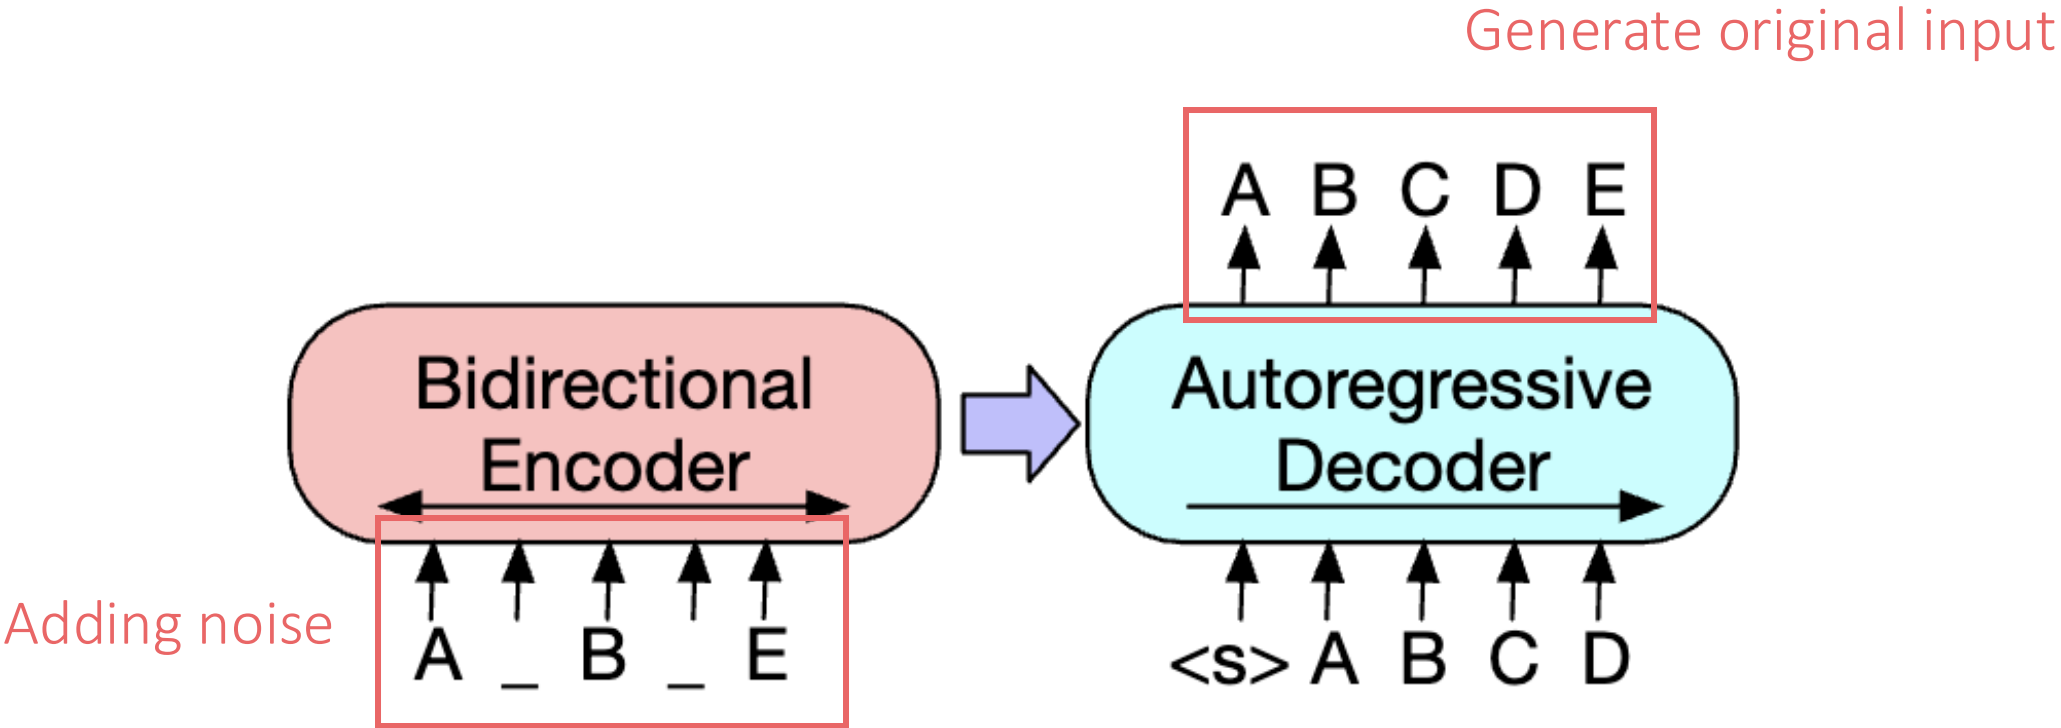 Generate original input
A B C D E
Bidirectional
Encoder
Autoregressive
Decoder
Adding noise
A _ B _ E
<s> A B C D